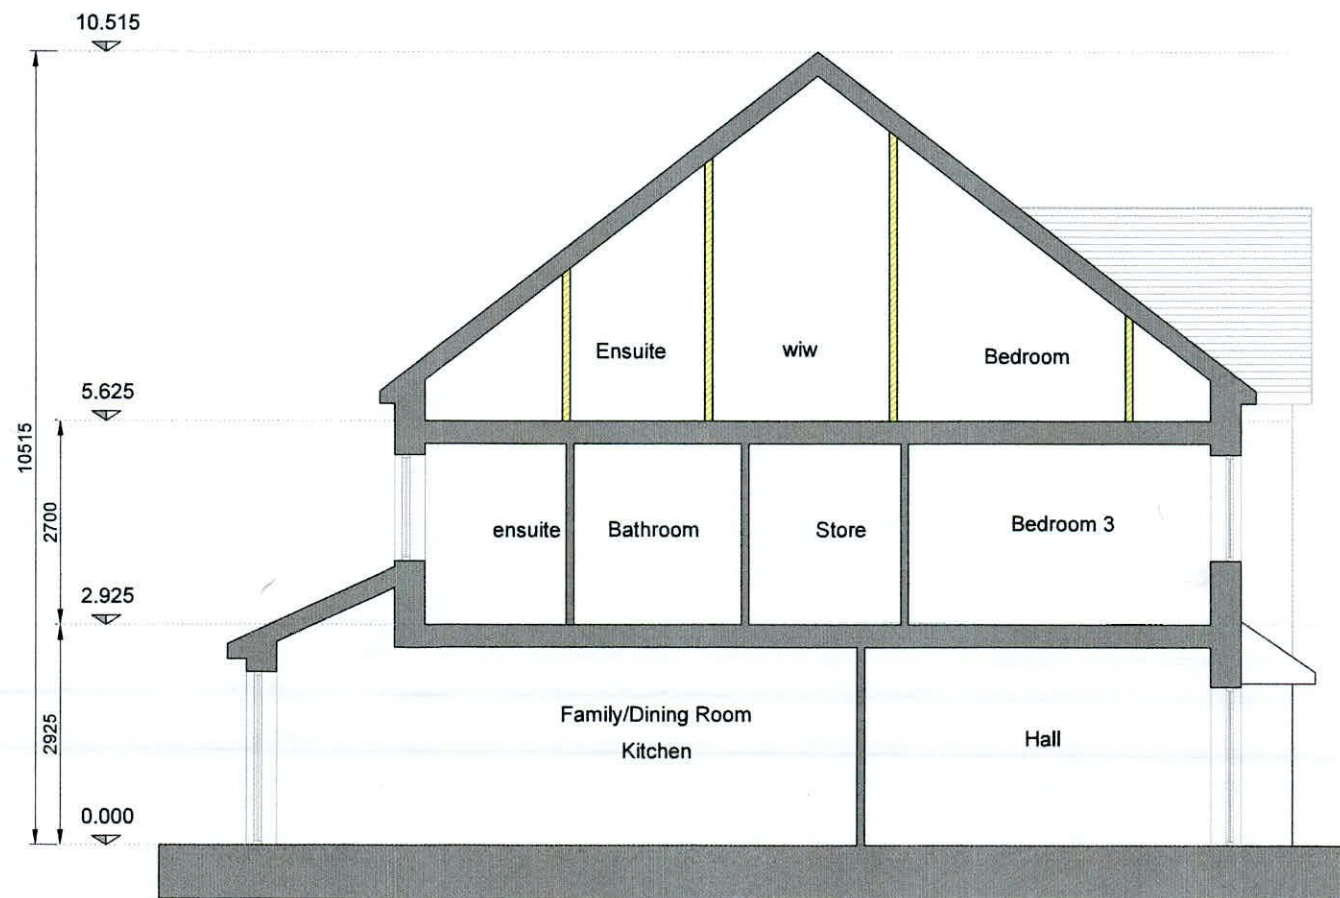 10.515
Ensuite
wiw
Bedroom
5.625
10515
2700
ensuite
Bathroom
Store
Bedroom 3
2.925
2925
Family/Dining Room
Kitchen
Hall
0.000